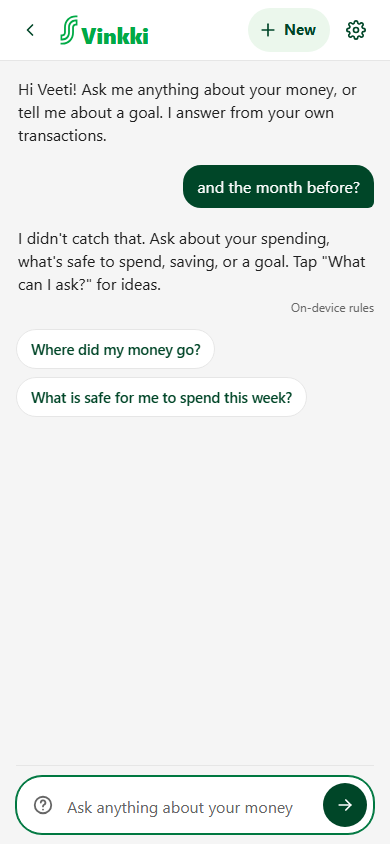 Vinkki
New
Hi Veeti! Ask me anything about your money, or
tell me about a goal. I answer from your own
transactions.
and the month before?
I didn't catch that. Ask about your spending,
what's safe to spend, saving, or a goal. Tap "What
can I ask?" for ideas.
On-device rules
Where did my money go?
What is safe for me to spend this week?
Ask anything about your money